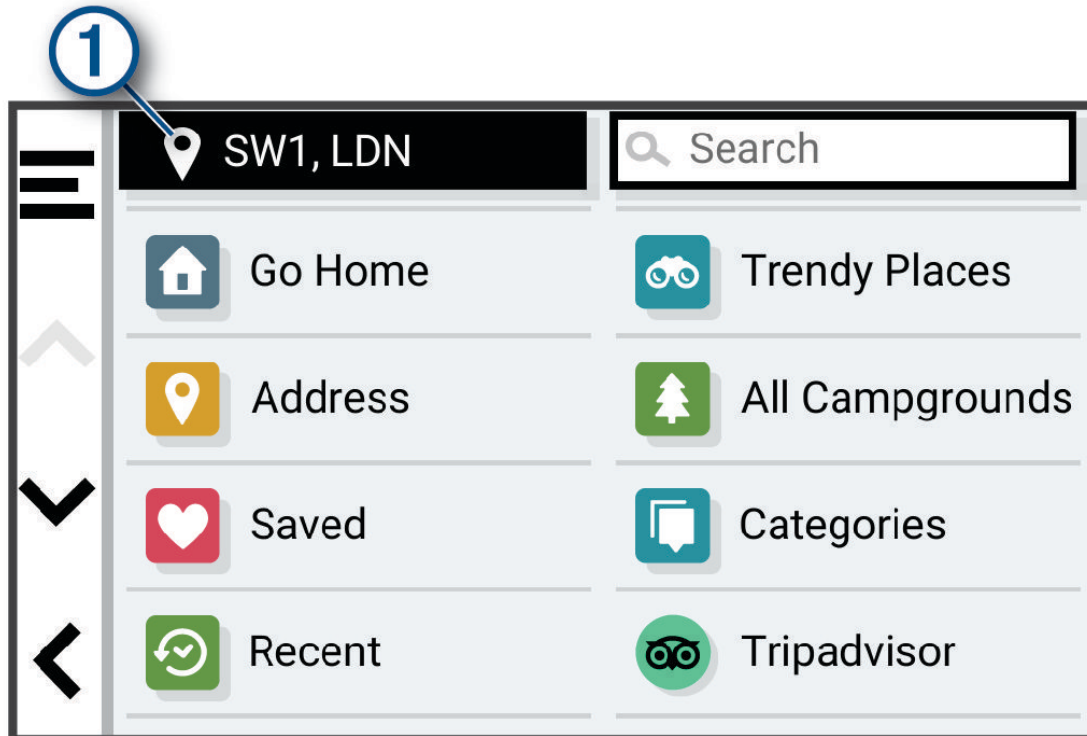 1
SW1, LDN
Search
Go Home
Trendy Places
Address
All Campgrounds
Saved
Categories
Recent
Tripadvisor